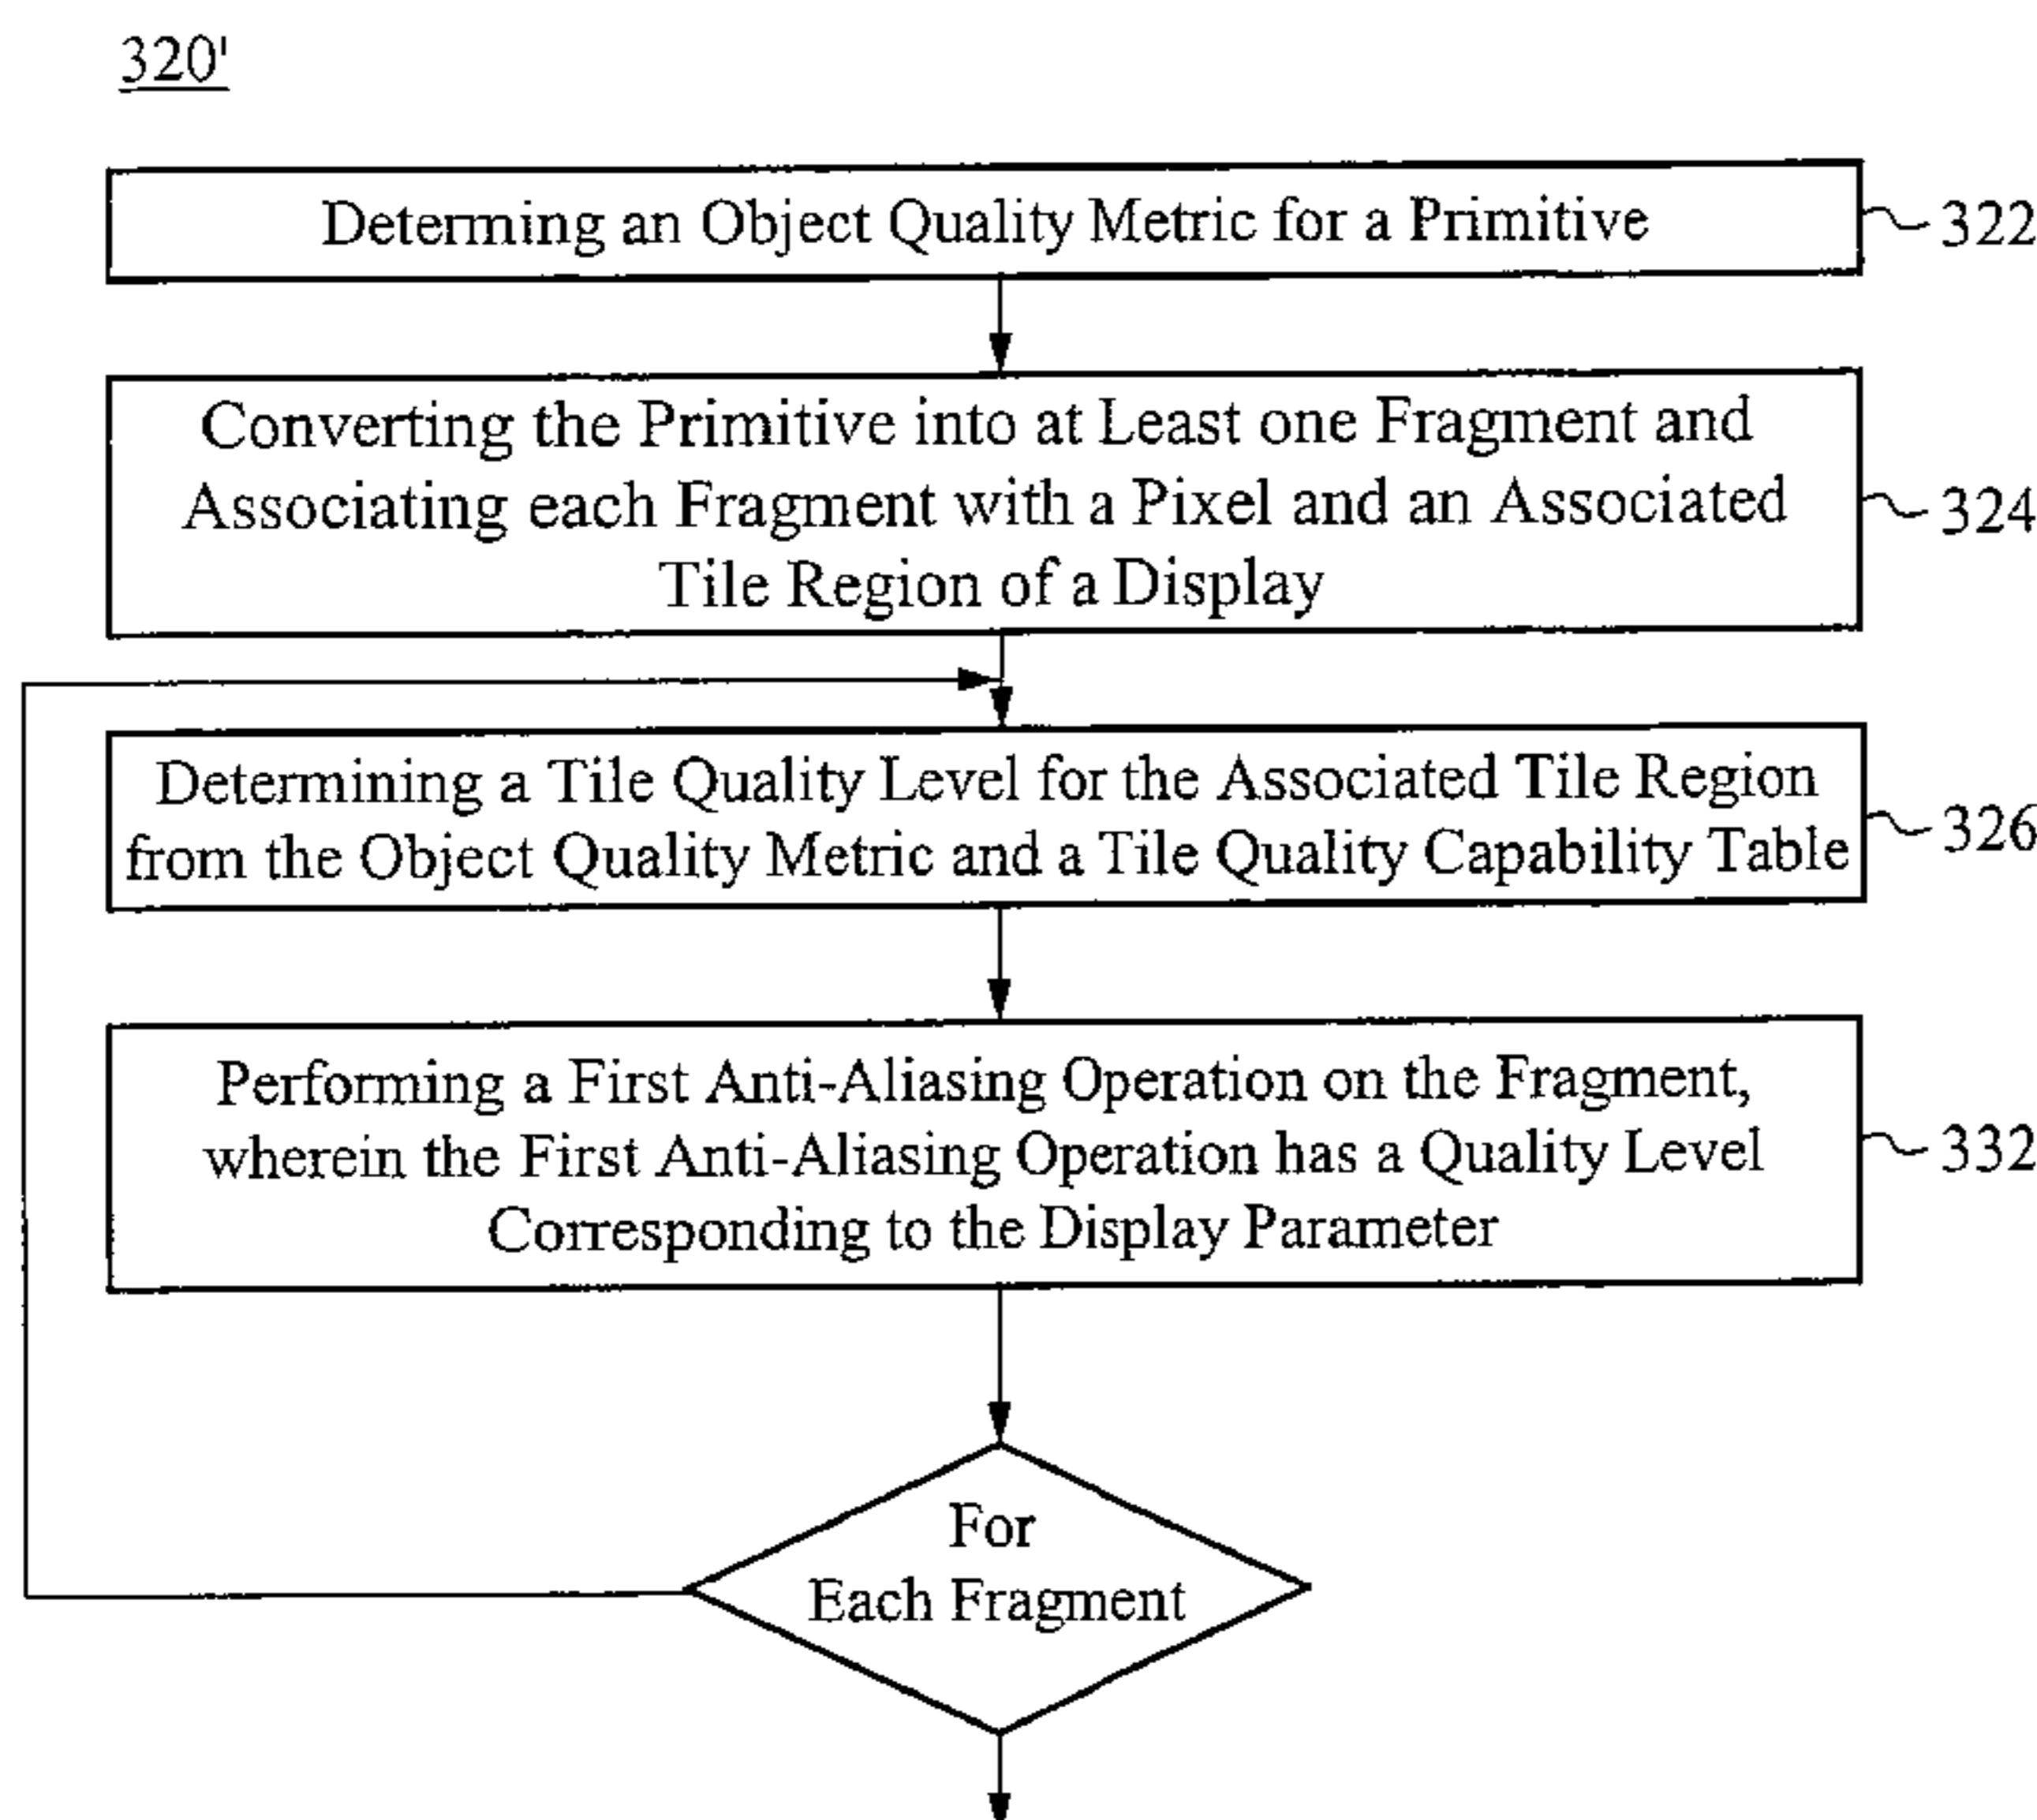 320'
Determing an Object Quality Metric for a Primitive
322
Converting the Primitive into at Least one Fragment and
Associating each Fragment with a Pixel and an Associated
Tile Region of a Display
324
Determining a Tile Quality Level for the Associated Tile Region
from the Object Quality Metric and a Tile Quality Capability Table
326
Performing a First Anti-Aliasing Operation on the Fragment,
wherein the First Anti-Aliasing Operation has a Quality Level
Corresponding to the Display Parameter
332
For
Each Fragment